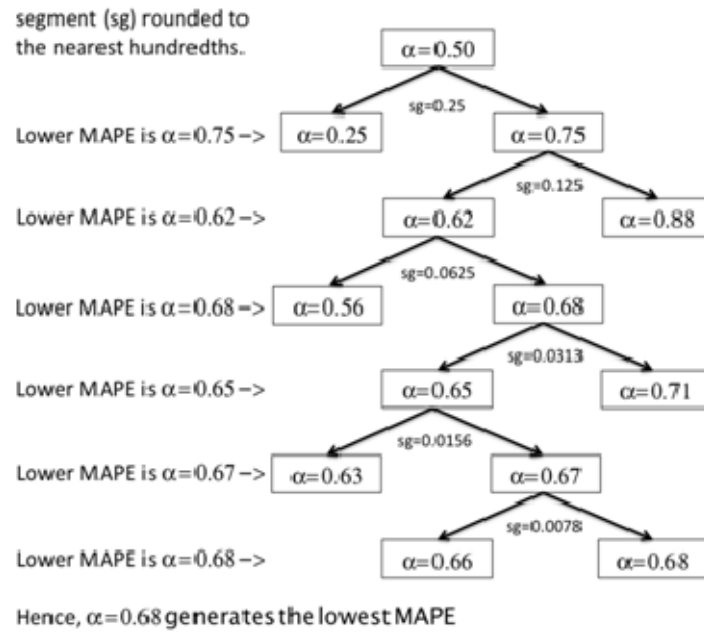 segment (sg) rounded to
the nearest hundredths.
α=0.50
sg=0.25
Lower MAPE is α=0.75 –>
α=0.25
α=0.75
sg=0.125
Lower MAPE is α=0.62 –>
α=0.62
α=0.88
sg=0.0625
Lower MAPE is α=0.68 –>
α=0.56
α=0.68
sg=0.0313
Lower MAPE is α=0.65 –>
α=0.65
α=0.71
sg=0.0156
Lower MAPE is α=0.67 –>
α=0.63
α=0.67
sg=0.0078
Lower MAPE is α=0.68 –>
α=0.66
α=0.68
Hence, α=0.68 generates the lowest MAPE